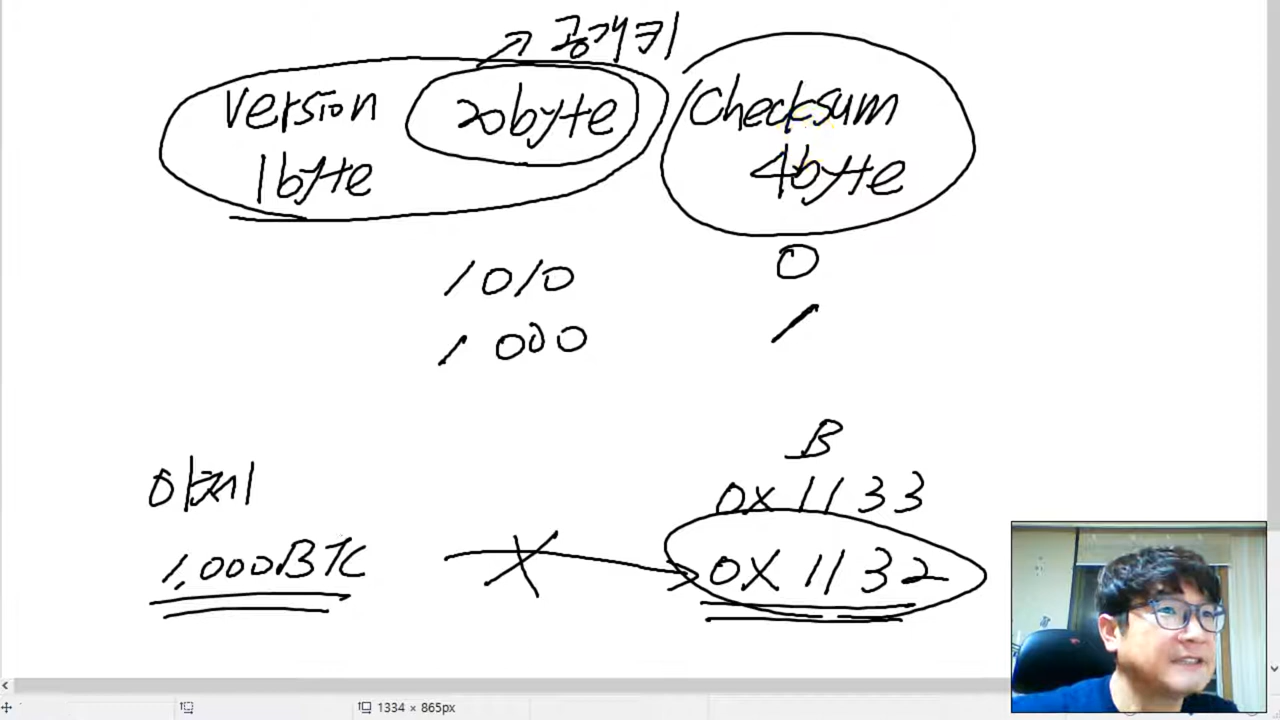 공개키
Version 20byte Checksum
1byte 4byte
1010 0
1000 1
B
이체
0x1133
1,000BTC 0x1132
1334 × 865px